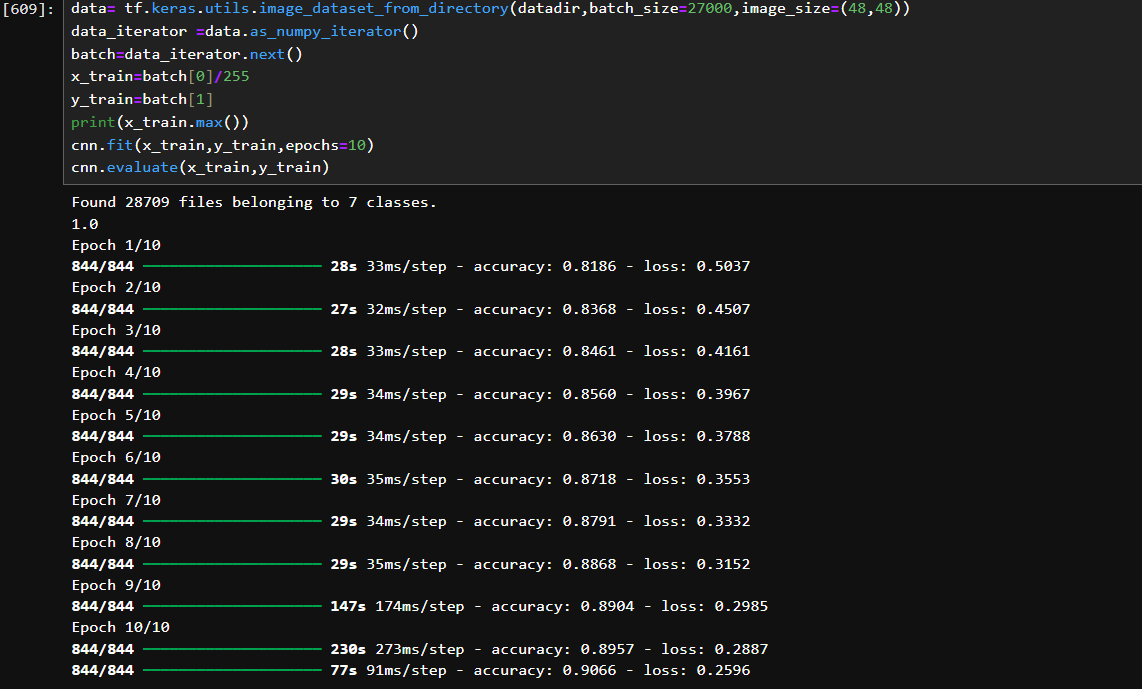 [609]: data= tf.keras.utils.image_dataset_from_directory(datadir,batch_size=27000,image_size=(48,48))
data_iterator =data.as_numpy_iterator()
batch=data_iterator.next()
x_train=batch[0]/255
y_train=batch[1]
print(x_train.max())
cnn.fit(x_train,y_train,epochs=10)
cnn.evaluate(x_train,y_train)
Found 28709 files belonging to 7 classes.
1.0
Epoch 1/10
844/844 28s 33ms/step - accuracy: 0.8186 - loss: 0.5037
Epoch 2/10
844/844 27s 32ms/step - accuracy: 0.8368 - loss: 0.4507
Epoch 3/10
844/844 28s 33ms/step - accuracy: 0.8461 - loss: 0.4161
Epoch 4/10
844/844 29s 34ms/step - accuracy: 0.8560 - loss: 0.3967
Epoch 5/10
844/844 29s 34ms/step - accuracy: 0.8630 - loss: 0.3788
Epoch 6/10
844/844 30s 35ms/step - accuracy: 0.8718 - loss: 0.3553
Epoch 7/10
844/844 29s 34ms/step - accuracy: 0.8791 - loss: 0.3332
Epoch 8/10
844/844 29s 35ms/step - accuracy: 0.8868 - loss: 0.3152
Epoch 9/10
844/844 147s 174ms/step - accuracy: 0.8904 - loss: 0.2985
Epoch 10/10
844/844 230s 273ms/step - accuracy: 0.8957 - loss: 0.2887
844/844 77s 91ms/step - accuracy: 0.9066 - loss: 0.2596